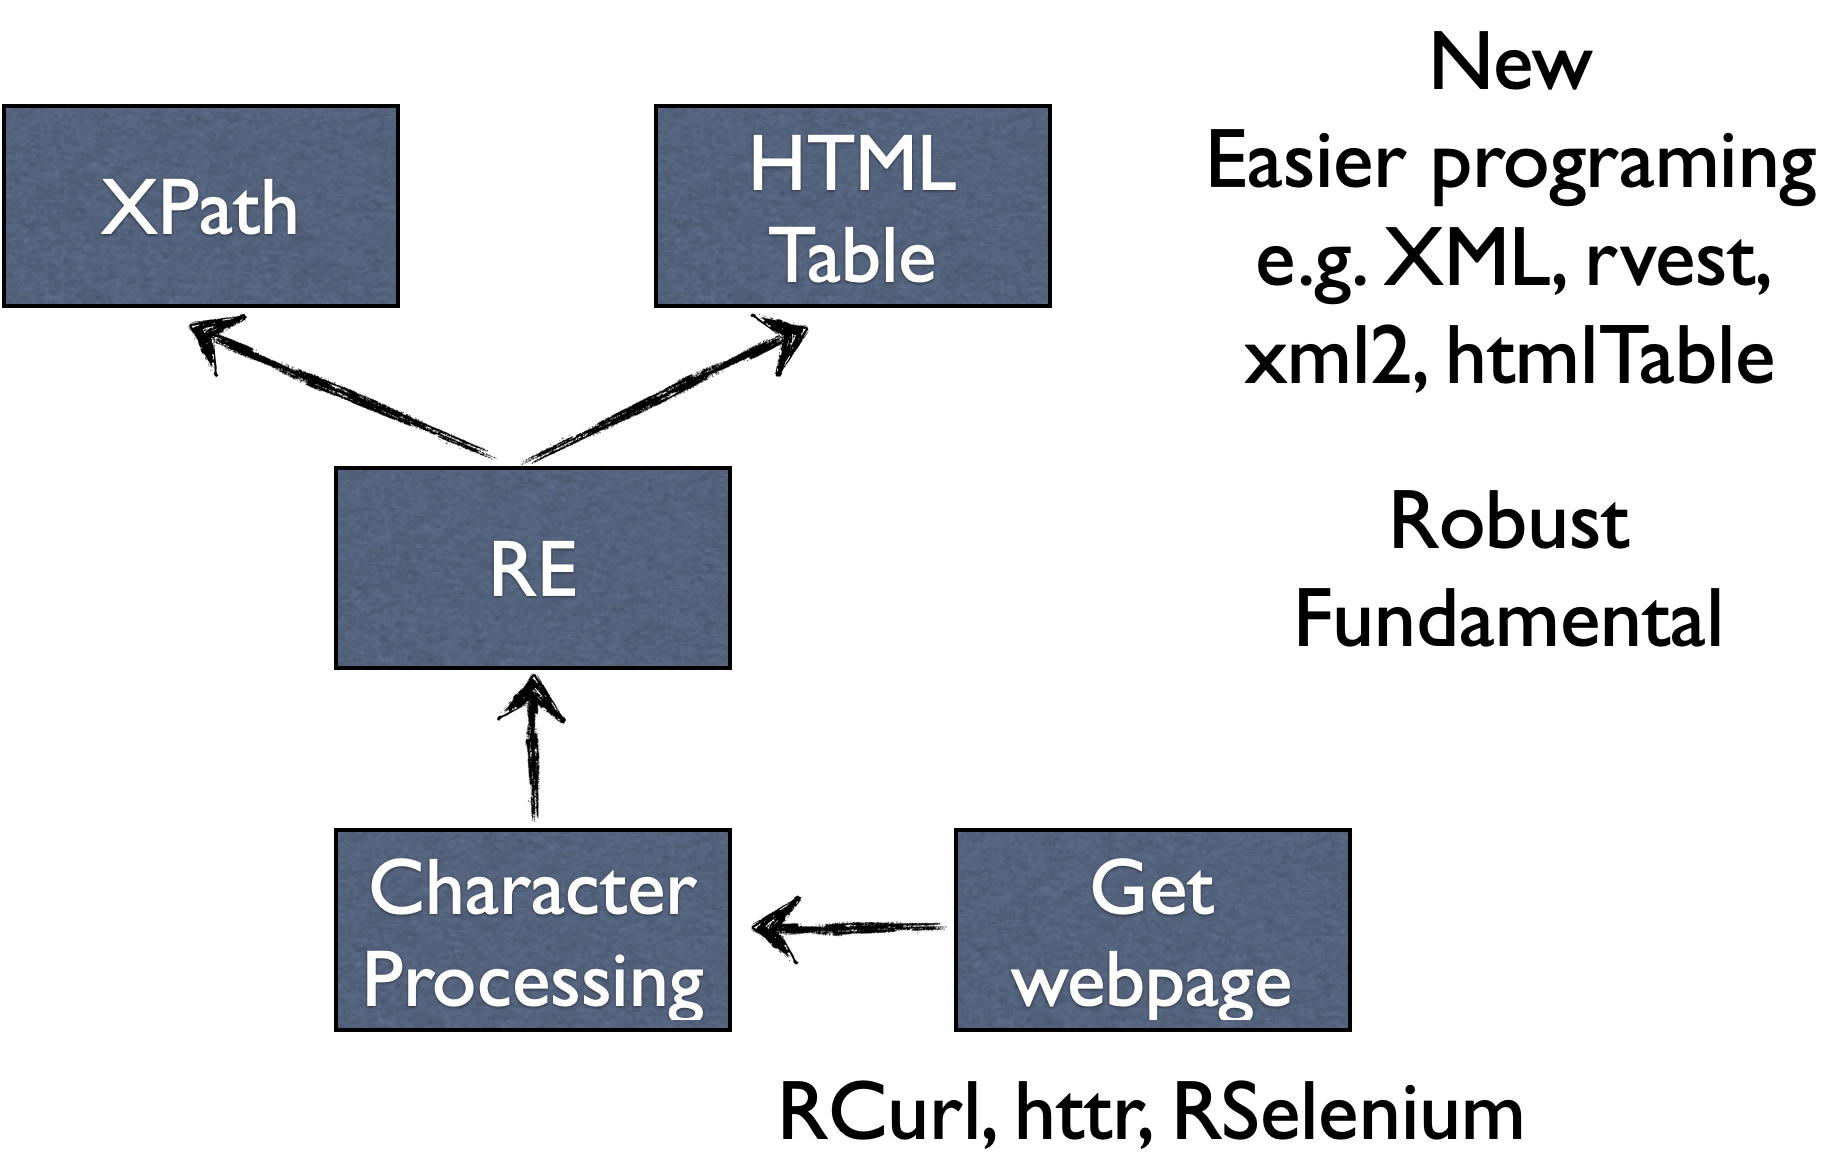 New
Easier programing
e.g. XML, rvest,
xml2, htmlTable
XPath
HTML
Table
RE
Robust
Fundamental
Character
Processing
Get
webpage
RCurl, httr, RSelenium